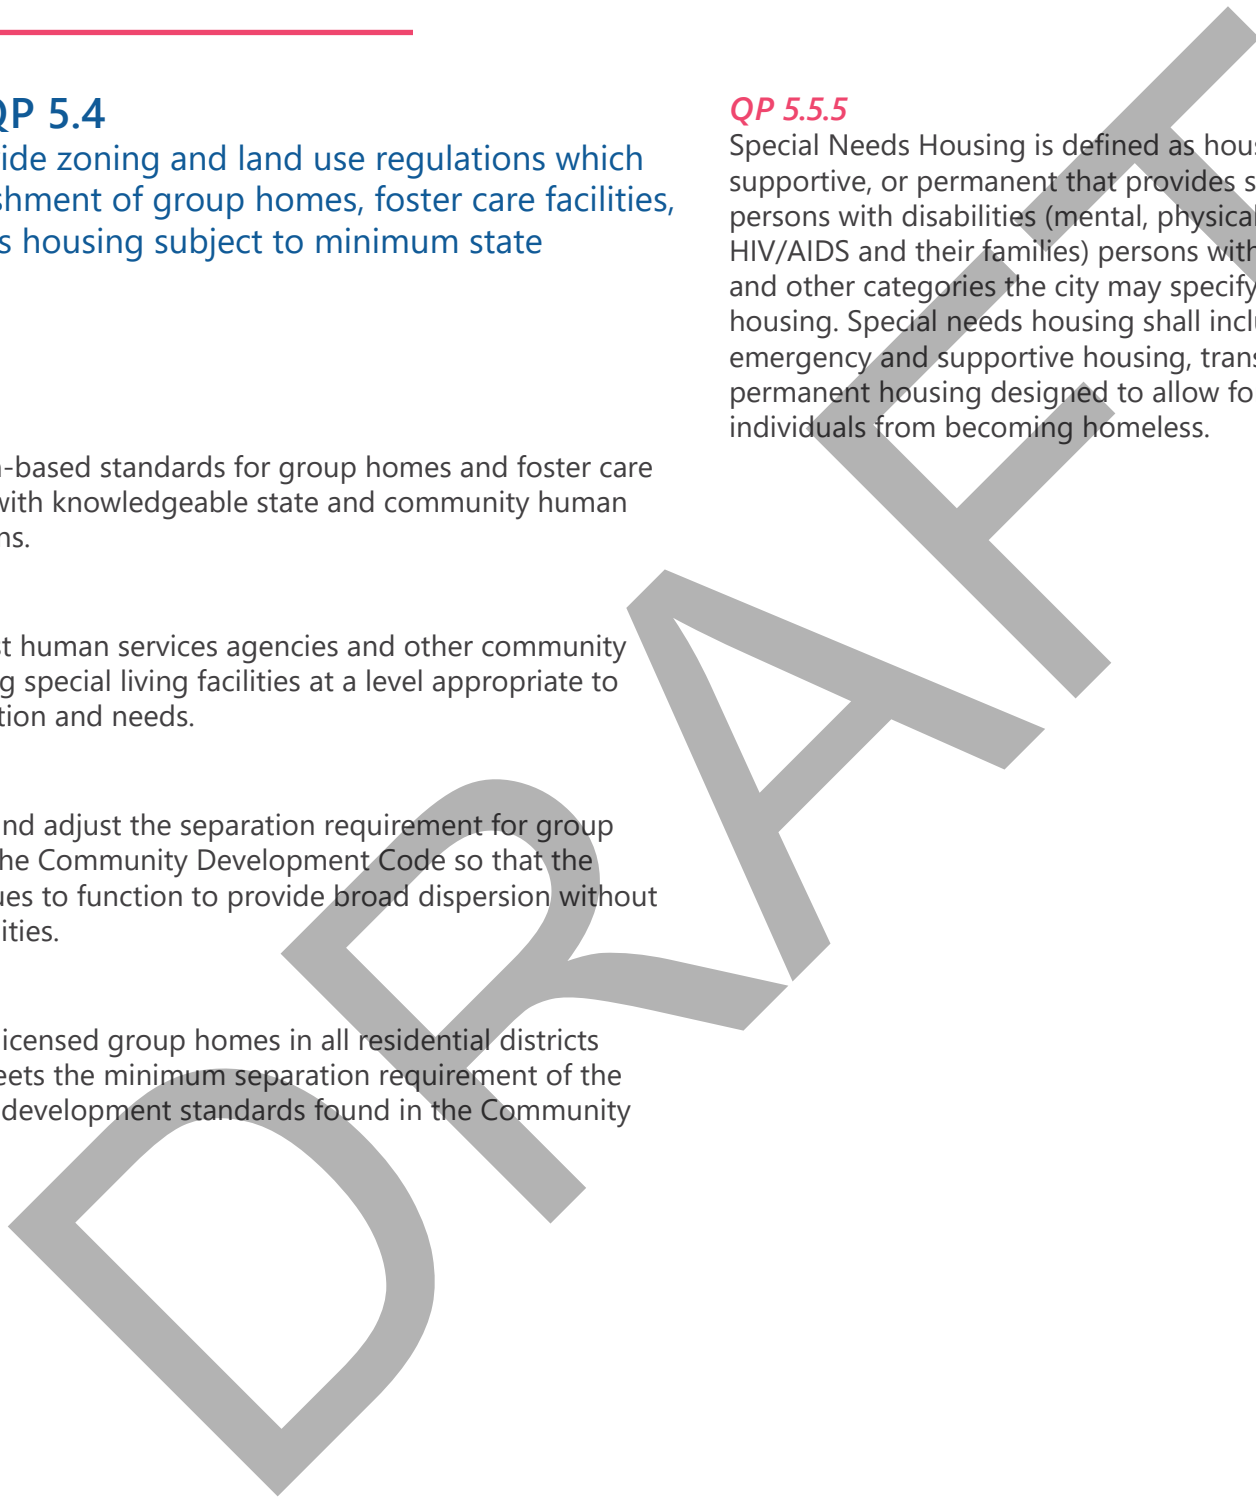 QP 5.4
ide zoning and land use regulations which
shment of group homes, foster care facilities,
s housing subject to minimum state
-based standards for group homes and foster care
with knowledgeable state and community human
ns.
st human services agencies and other community
g special living facilities at a level appropriate to
tion and needs.
nd adjust the separation requirement for group
he Community Development Code so that the
ues to function to provide broad dispersion without
ities.
icensed group homes in all residential districts
eets the minimum separation requirement of the
development standards found in the Community
QP 5.5.5
Special Needs Housing is defined as hous
supportive, or permanent that provides s
persons with disabilities (mental, physical
HIV/AIDS and their families) persons with
and other categories the city may specify
housing. Special needs housing shall inclu
emergency and supportive housing, trans
permanent housing designed to allow fo
individuals from becoming homeless.
DRAFT